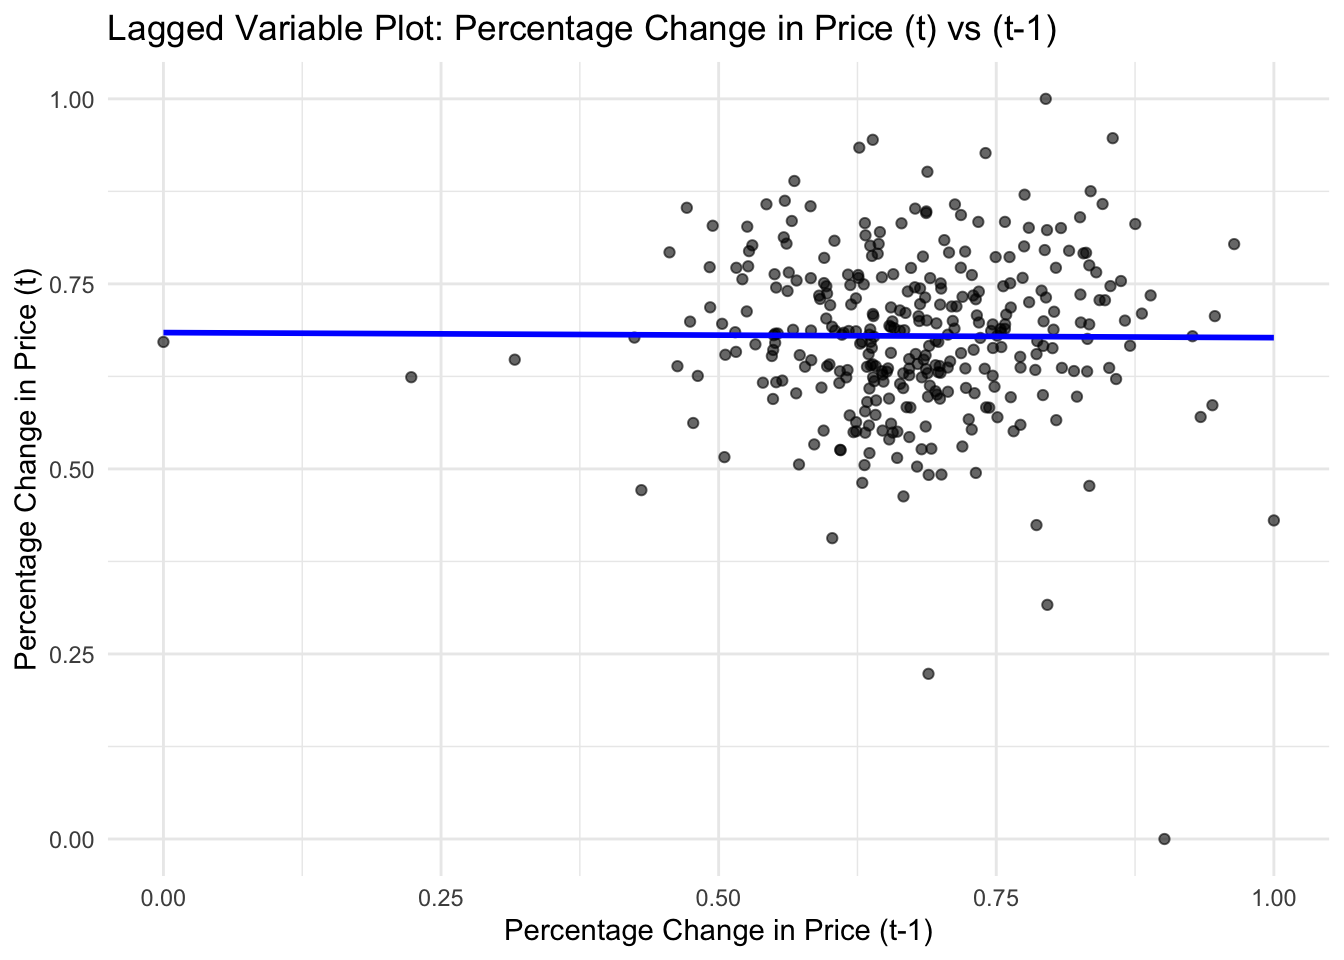 Lagged Variable Plot: Percentage Change in Price (t) vs (t-1)
Percentage Change in Price (t)
1.00
0.75
0.50
0.25
0.00
0.00 0.25 0.50 0.75 1.00
Percentage Change in Price (t-1)